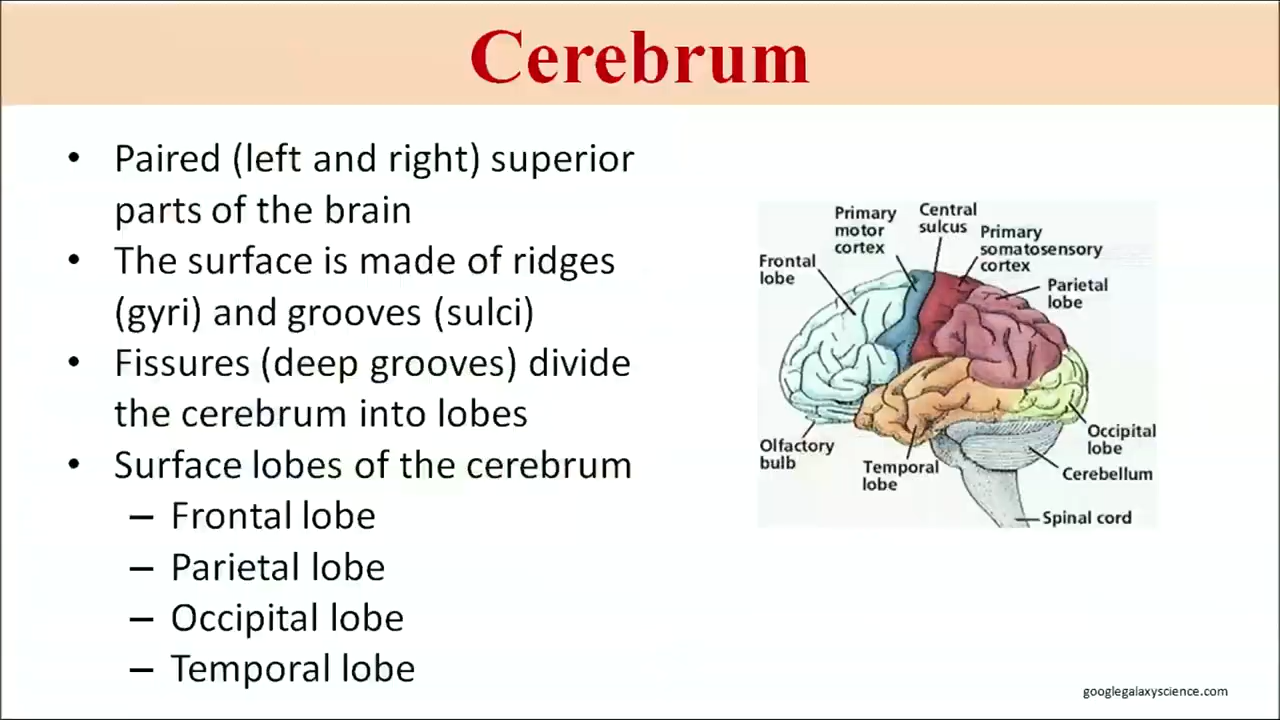 Cerebrum
• Paired (left and right) superior
parts of the brain
• The surface is made of ridges
(gyri) and grooves (sulci)
• Fissures (deep grooves) divide
the cerebrum into lobes
• Surface lobes of the cerebrum
– Frontal lobe
– Parietal lobe
– Occipital lobe
– Temporal lobe
Primary
motor
cortex
Central
sulcus
Primary
somatosensory
cortex
Frontal
lobe
Parietal
lobe
Olfactory
bulb
Temporal
lobe
Occipital
lobe
Cerebellum
Spinal cord
googlegalaxyscience.com